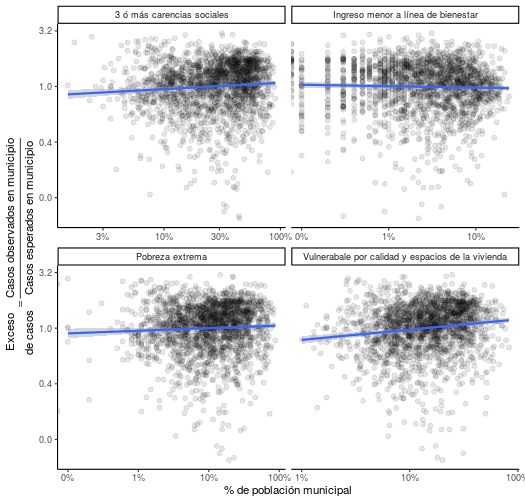 3 ó más carencias sociales
Ingreso menor a línea de bienestar
3.2
1.0
0.4
0.0
3% 10% 30% 100%
0% 1% 10%
Pobreza extrema
Vulnerabale por calidad y espacios de la vivienda
3.2
1.0
0.4
0.0
0% 1% 10% 100%
1% 10% 100%
% de población municipal
Exceso de casos = Casos observados en municipio
Casos esperados en municipio